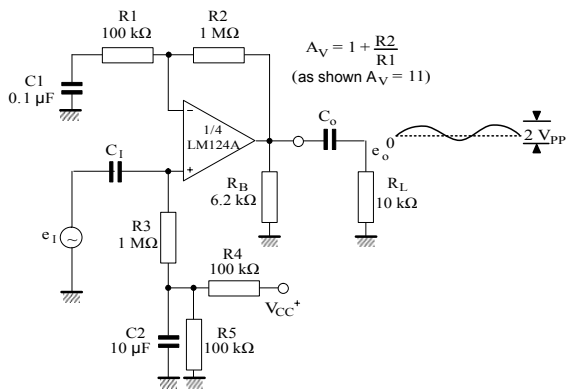 R1
100 kΩ
R2
1 MΩ
A_V = 1 + R2/R1
(as shown A_V = 11)
C1
0.1 µF
1/4
LM124A
-
+
C_I
C_o
e_o
0
2 V_PP
R_B
6.2 kΩ
R_L
10 kΩ
e_I
~
R3
1 MΩ
R4
100 kΩ
V_CC+
C2
10 µF
R5
100 kΩ